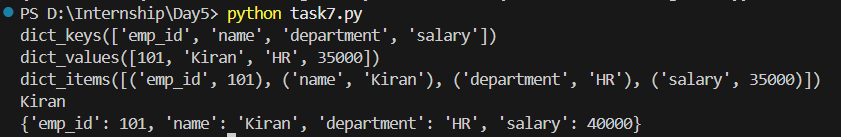 PS D:\Internship\Day5> python task7.py
dict_keys(['emp_id', 'name', 'department', 'salary'])
dict_values([101, 'Kiran', 'HR', 35000])
dict_items([('emp_id', 101), ('name', 'Kiran'), ('department', 'HR'), ('salary', 35000)])
Kiran
{'emp_id': 101, 'name': 'Kiran', 'department': 'HR', 'salary': 40000}